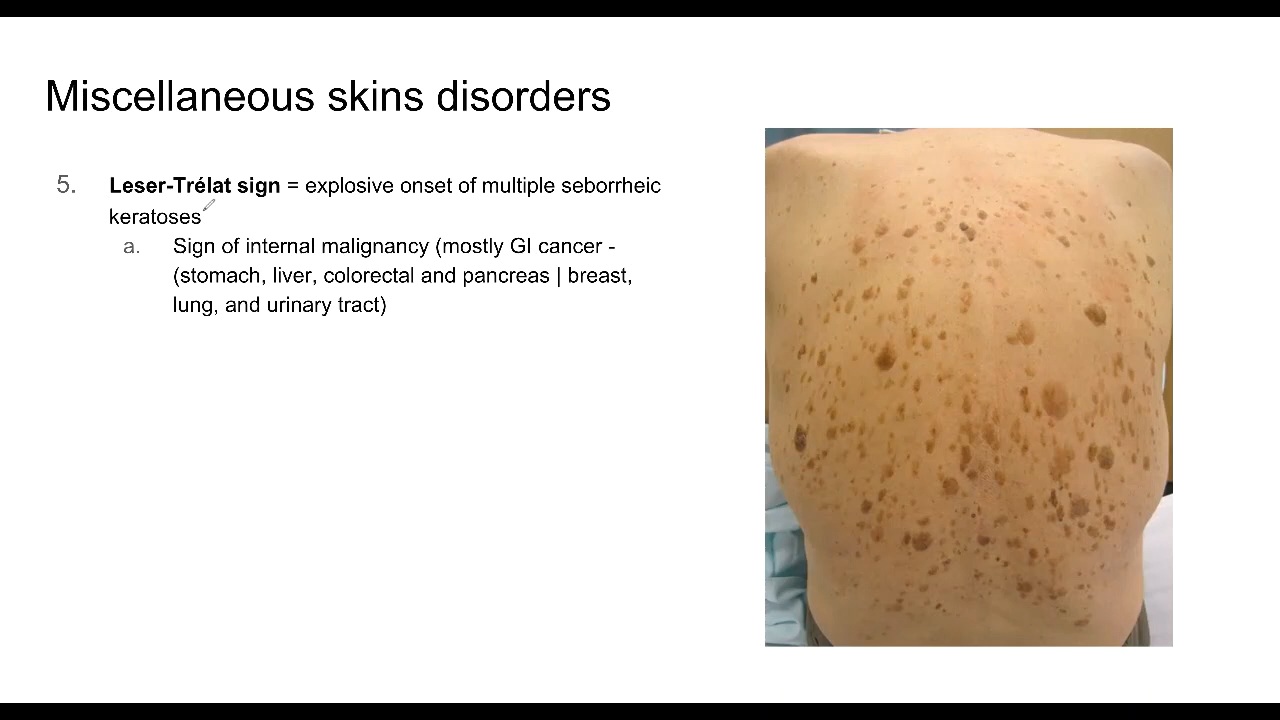 Miscellaneous skins disorders
5. Leser-Trélat sign = explosive onset of multiple seborrheic
keratoses
a. Sign of internal malignancy (mostly GI cancer -
(stomach, liver, colorectal and pancreas | breast,
lung, and urinary tract)